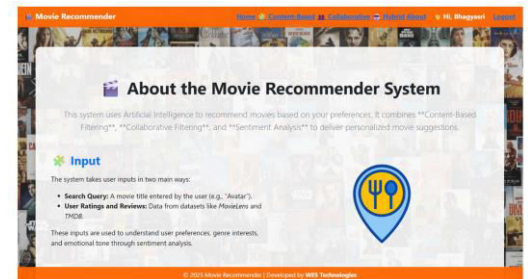 Movie Recommender
Home Content-Based Collaborative Hybrid About Hi, Bhagyasri Logout
About the Movie Recommender System
This system uses Artificial Intelligence to recommend movies based on your preferences. It combines **Content-Based
Filtering**, **Collaborative Filtering**, and **Sentiment Analysis** to deliver personalized movie suggestions.
Input
The system takes user inputs in two main ways:
• Search Query: A movie title entered by the user (e.g., "Avatar").
• User Ratings and Reviews: Data from datasets like MovieLens and
TMDB.
These inputs are used to understand user preferences, genre interests,
and emotional tone through sentiment analysis.
© 2025 Movie Recommender | Developed by WES Technologies